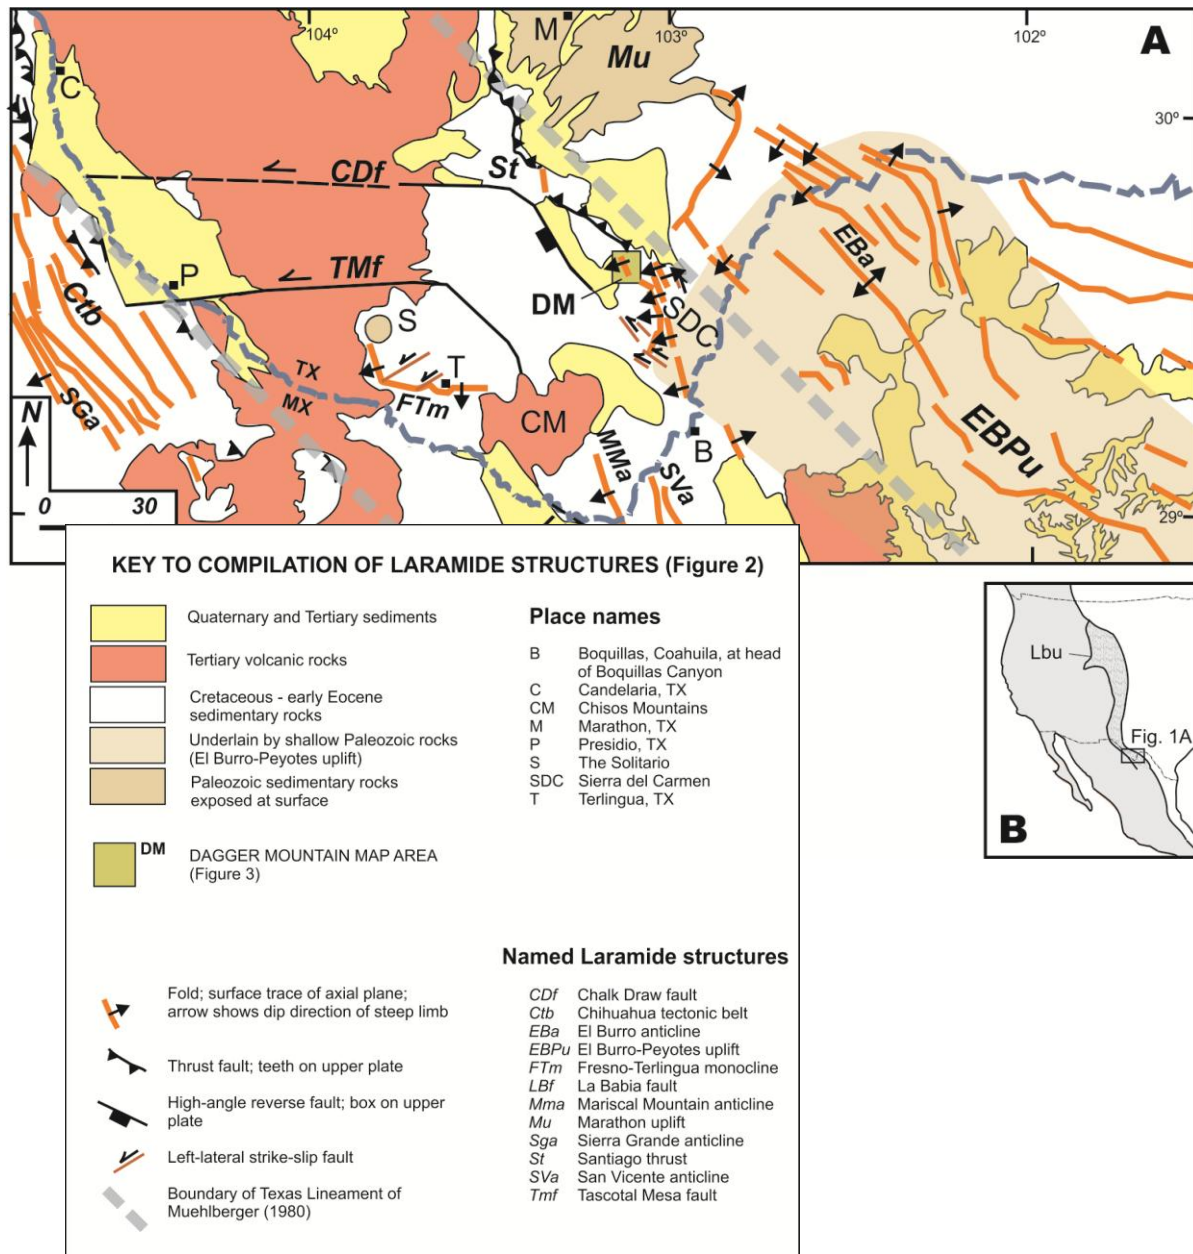 104º
103º
102º
A
M
Mu
C
30º
CDf
St
EBa
TMf
P
DM
SDC
Ctb
S
T
TX
MX
FTm
SGa
CM
MMa
SVa
B
EBPu
N
0 30
29º
KEY TO COMPILATION OF LARAMIDE STRUCTURES (Figure 2)
Quaternary and Tertiary sediments
Tertiary volcanic rocks
Cretaceous - early Eocene
sedimentary rocks
Underlain by shallow Paleozoic rocks
(El Burro-Peyotes uplift)
Paleozoic sedimentary rocks
exposed at surface
DM DAGGER MOUNTAIN MAP AREA
(Figure 3)
Place names
B Boquillas, Coahuila, at head
of Boquillas Canyon
C Candelaria, TX
CM Chisos Mountains
M Marathon, TX
P Presidio, TX
S The Solitario
SDC Sierra del Carmen
T Terlingua, TX
Fold; surface trace of axial plane;
arrow shows dip direction of steep limb
Thrust fault; teeth on upper plate
High-angle reverse fault; box on upper
plate
Left-lateral strike-slip fault
Boundary of Texas Lineament of
Muehlberger (1980)
Named Laramide structures
CDf Chalk Draw fault
Ctb Chihuahua tectonic belt
EBa El Burro anticline
EBPu El Burro-Peyotes uplift
FTm Fresno-Terlingua monocline
LBf La Babia fault
Mma Mariscal Mountain anticline
Mu Marathon uplift
Sga Sierra Grande anticline
St Santiago thrust
SVa San Vicente anticline
Tmf Tascotal Mesa fault
Lbu
Fig. 1A
B